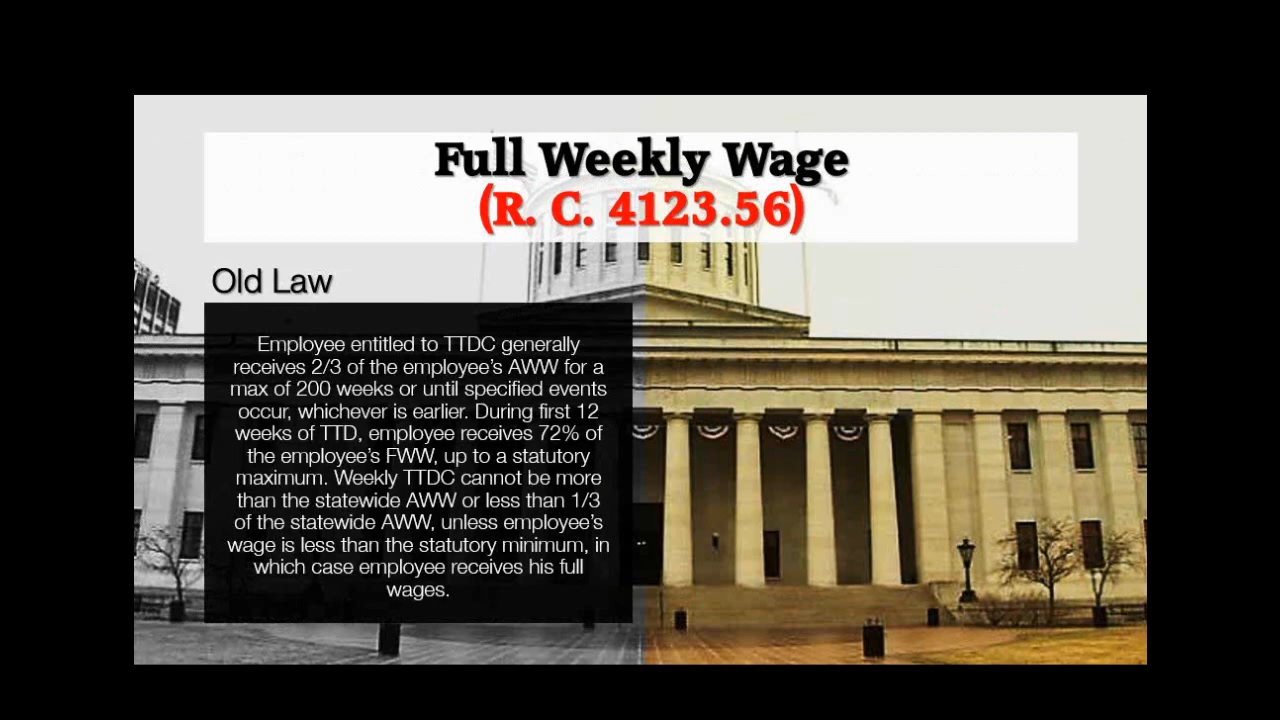 Full Weekly Wage
(R. C. 4123.56)
Old Law
Employee entitled to TTDC generally
receives 2/3 of the employee's AWW for a
max of 200 weeks or until specified events
occur, whichever is earlier. During first 12
weeks of TTD, employee receives 72% of
the employee's FWW, up to a statutory
maximum. Weekly TTDC cannot be more
than the statewide AWW or less than 1/3
of the statewide AWW, unless employee's
wage is less than the statutory minimum, in
which case employee receives his full
wages.